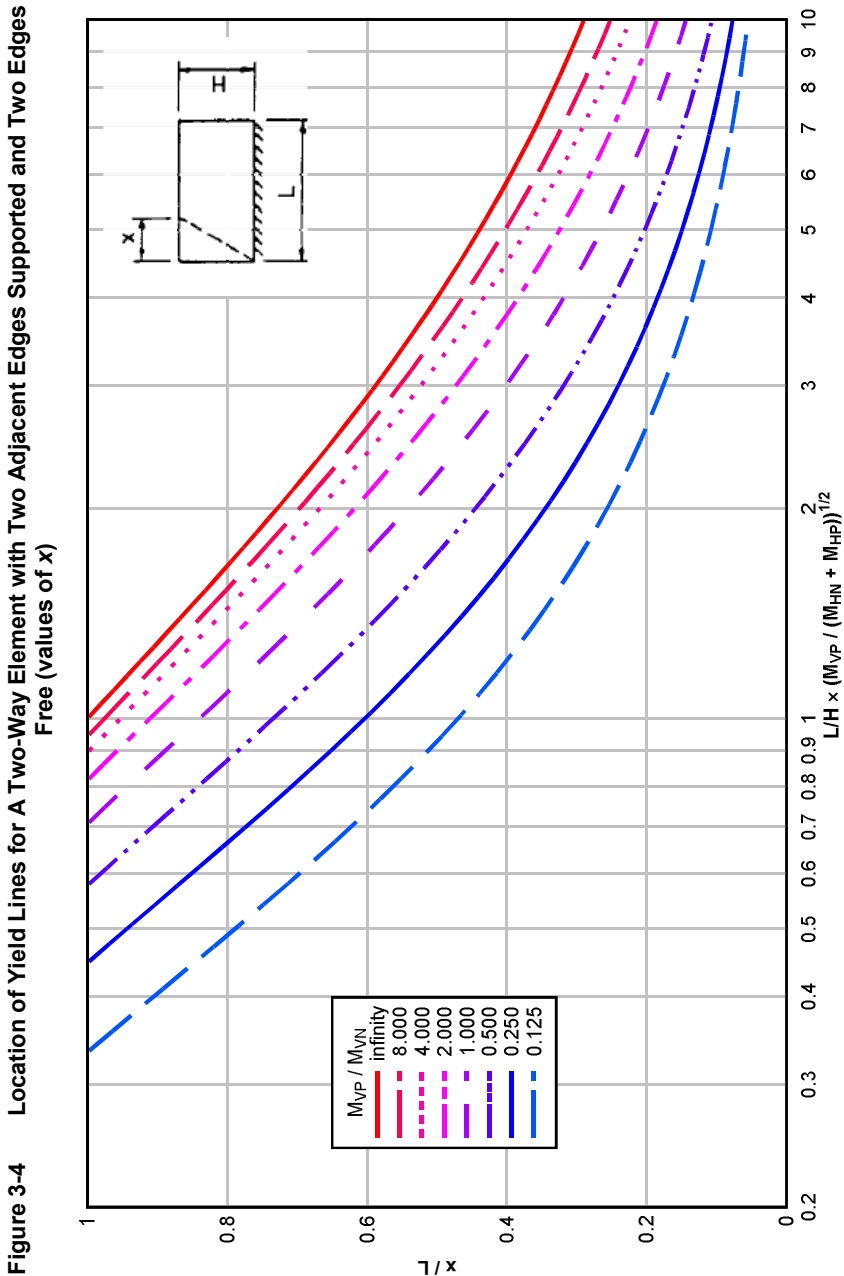 Figure 3-4 Location of Yield Lines for A Two-Way Element with Two Adjacent Edges Supported and Two Edges
Free (values of x)
x / L
1
0.8
0.6
0.4
0.2
0
x
H
L
M_VP / M_VN
infinity
8.000
4.000
2.000
1.000
0.500
0.250
0.125
0.2 0.3 0.4 0.5 0.6 0.7 0.8 0.9 1 2 3 4 5 6 7 8 9 10
L/H × (M_VP / (M_HN + M_HP))^1/2